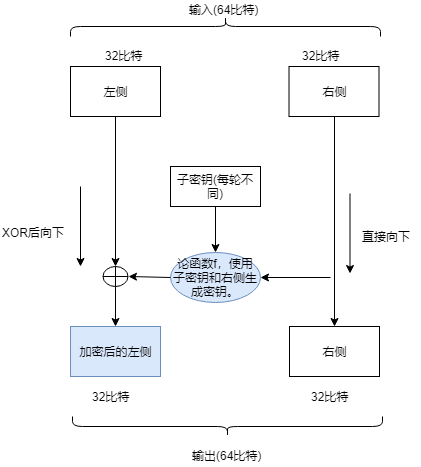 输入(64比特)
32比特
32比特
左侧
右侧
子密钥(每轮不
同)
XOR后向下
直接向下
论函数f，使用
子密钥和右侧生
成密钥。
加密后的左侧
右侧
32比特
32比特
输出(64比特)